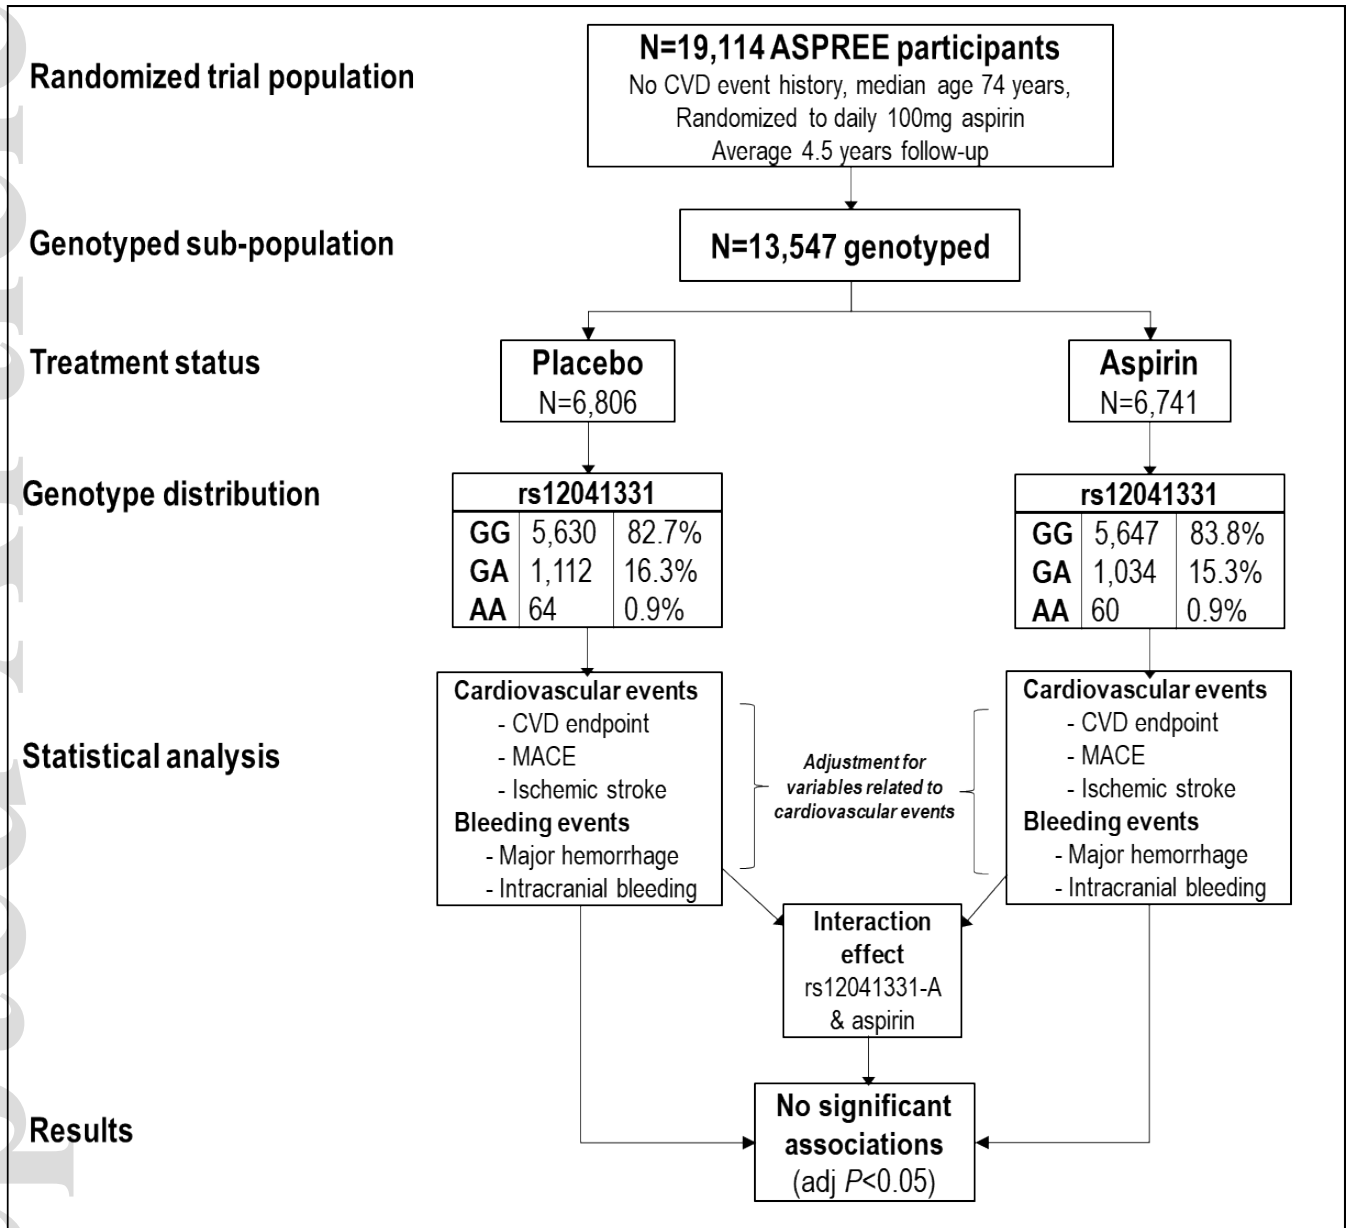 Randomized trial population
N=19,114 ASPREE participants
No CVD event history, median age 74 years,
Randomized to daily 100mg aspirin
Average 4.5 years follow-up
Genotyped sub-population
N=13,547 genotyped
Treatment status
Placebo
N=6,806
Aspirin
N=6,741
Genotype distribution
rs12041331
GG 5,630 82.7%
GA 1,112 16.3%
AA 64 0.9%
rs12041331
GG 5,647 83.8%
GA 1,034 15.3%
AA 60 0.9%
Statistical analysis
Cardiovascular events
- CVD endpoint
- MACE
- Ischemic stroke
Bleeding events
- Major hemorrhage
- Intracranial bleeding
Adjustment for
variables related to
cardiovascular events
Cardiovascular events
- CVD endpoint
- MACE
- Ischemic stroke
Bleeding events
- Major hemorrhage
- Intracranial bleeding
Interaction
effect
rs12041331-A
& aspirin
Results
No significant
associations
(adj P<0.05)